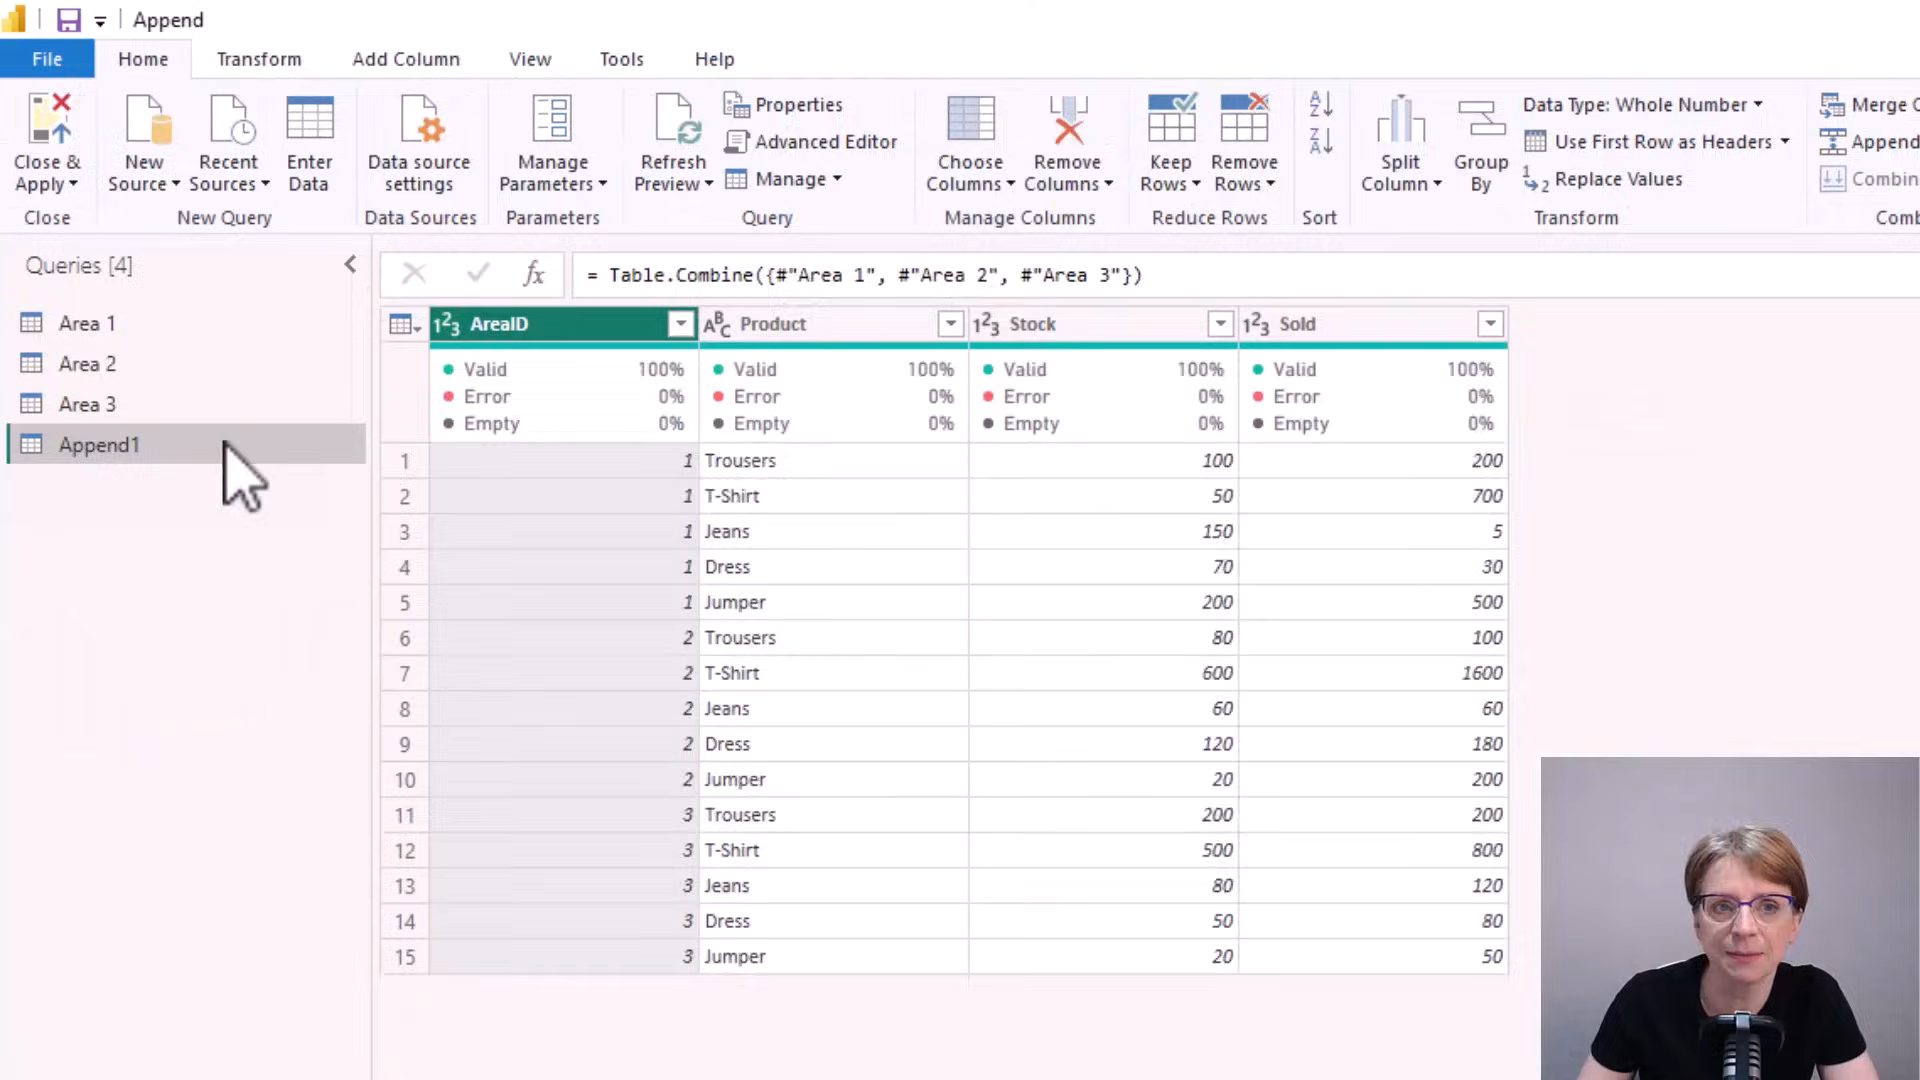 Append
File Home Transform Add Column View Tools Help
Close & Apply
New Source
Recent Sources
Enter Data
Data source settings
Manage Parameters
Refresh Preview
Properties
Advanced Editor
Manage
Choose Columns
Remove Columns
Keep Rows
Remove Rows
Split Column
Group By
Data Type: Whole Number
Use First Row as Headers
Replace Values
Merge
Append
Combin
Close New Query Data Sources Parameters Query Manage Columns Reduce Rows Sort Transform Comb
Queries [4]
Area 1
Area 2
Area 3
Append1
fx = Table.Combine({#"Area 1", #"Area 2", #"Area 3"})
123 AreaID ABC Product 123 Stock 123 Sold
Valid 100% Valid 100% Valid 100% Valid 100%
Error 0% Error 0% Error 0% Error 0%
Empty 0% Empty 0% Empty 0% Empty 0%
1 1 Trousers 100 200
2 1 T-Shirt 50 700
3 1 Jeans 150 5
4 1 Dress 70 30
5 1 Jumper 200 500
6 2 Trousers 80 100
7 2 T-Shirt 600 1600
8 2 Jeans 60 60
9 2 Dress 120 180
10 2 Jumper 20 200
11 3 Trousers 200 200
12 3 T-Shirt 500 800
13 3 Jeans 80 120
14 3 Dress 50 80
15 3 Jumper 20 50